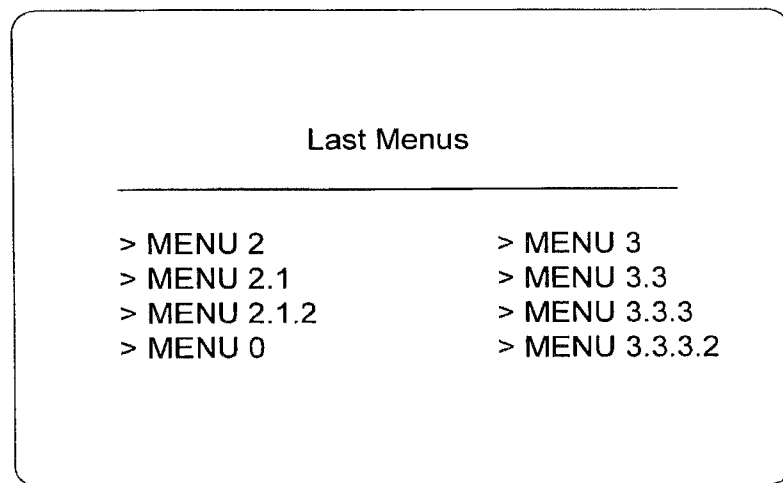 Last Menus
> MENU 2
> MENU 2.1
> MENU 2.1.2
> MENU 0
> MENU 3
> MENU 3.3
> MENU 3.3.3
> MENU 3.3.3.2